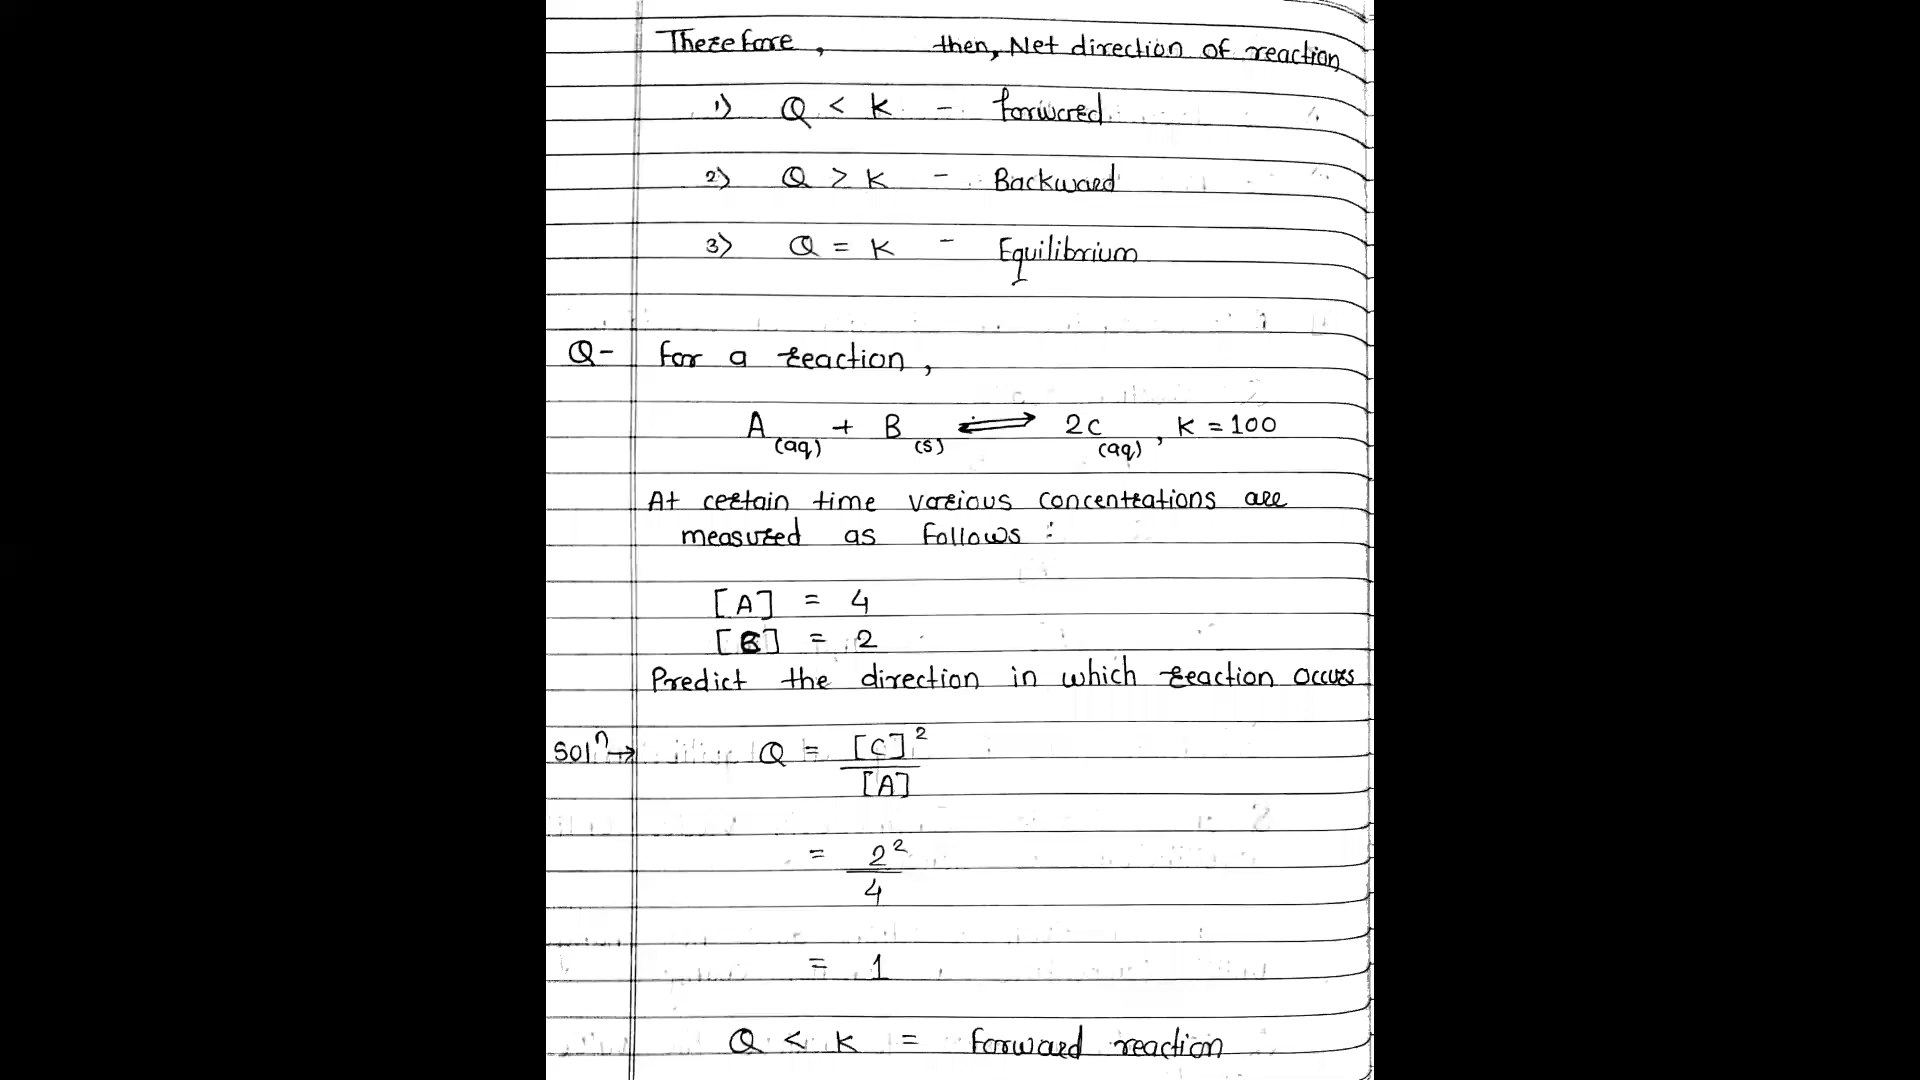 Therefore, then, Net direction of reaction
1) Q < K - forward
2) Q > K - Backward
3) Q = K - Equilibrium
Q- for a reaction,
A(aq) + B(s) ⇌ 2C(aq), K = 100
At certain time various concentrations are
measured as follows :
[A] = 4
[C] = 2
Predict the direction in which reaction occurs
Solⁿ→ Q = [C]²/[A]
= 2²/4
= 1
Q < K = forward reaction